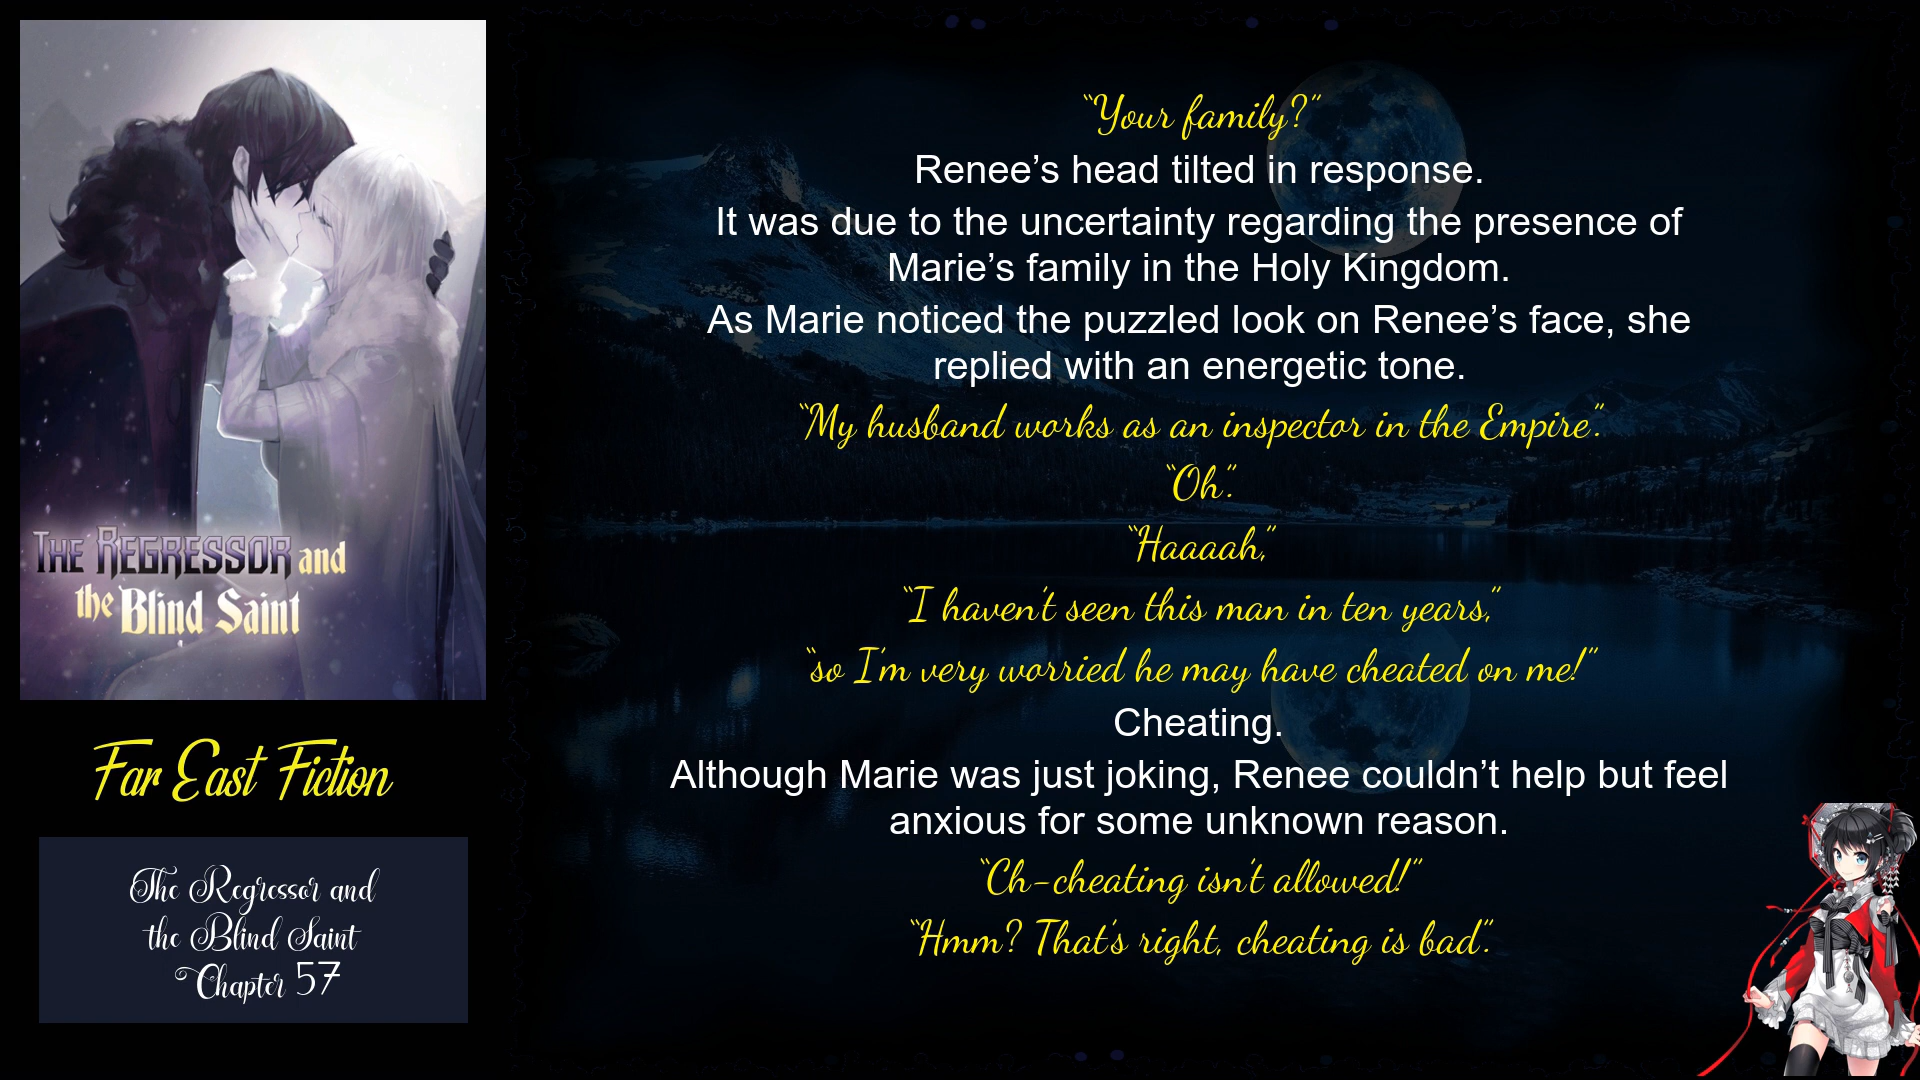 THE REGRESSOR and
the Blind Saint
Far East Fiction
The Regressor and
the Blind Saint
Chapter 57
“Your family?”
Renee’s head tilted in response.
It was due to the uncertainty regarding the presence of
Marie’s family in the Holy Kingdom.
As Marie noticed the puzzled look on Renee’s face, she
replied with an energetic tone.
“My husband works as an inspector in the Empire”.
“Oh”.
“Haaaah,”
“I haven’t seen this man in ten years,”
“so I’m very worried he may have cheated on me!”
Cheating.
Although Marie was just joking, Renee couldn’t help but feel
anxious for some unknown reason.
“Ch-cheating isn’t allowed!”
“Hmm? That’s right, cheating is bad”.